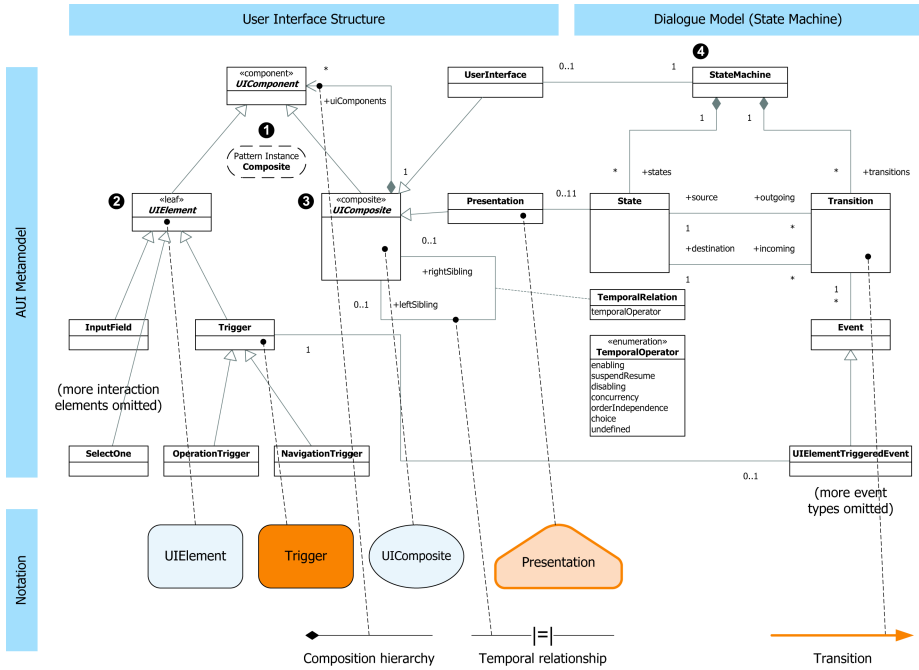 User Interface Structure
Dialogue Model (State Machine)
AUI Metamodel
Notation
«component»
UIComponent
*
+uiComponents
1
Pattern Instance
Composite
UserInterface
0..1
1
4
StateMachine
1
1
*
+states
*
+transitions
2
«leaf»
UIElement
3
1
«composite»
UIComposite
Presentation
0..1
1
State
+source
+outgoing
1
*
+destination
+incoming
1
*
Transition
0..1
+rightSibling
0..1
+leftSibling
TemporalRelation
temporalOperator
1
*
InputField
Trigger
1
Event
«enumeration»
TemporalOperator
enabling
suspendResume
disabling
concurrency
orderIndependence
choice
undefined
(more interaction
elements omitted)
SelectOne
OperationTrigger
NavigationTrigger
UIElementTriggeredEvent
0..1
(more event
types omitted)
UIElement
Trigger
UIComposite
Presentation
|=|
Composition hierarchy
Temporal relationship
Transition